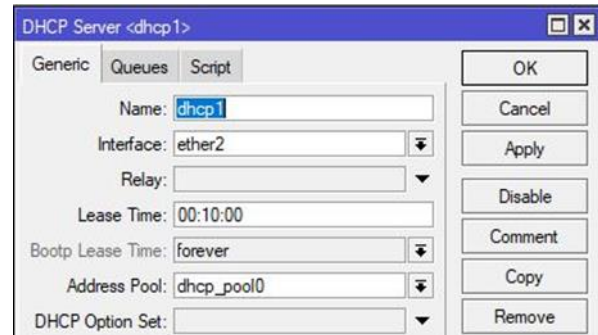 DHCP Server <dhcp1>
Generic Queues Script
OK
Name: dhcp1
Cancel
Interface: ether2
Apply
Relay:
Disable
Lease Time: 00:10:00
Comment
Bootp Lease Time: forever
Copy
Address Pool: dhcp_pool0
Remove
DHCP Option Set: